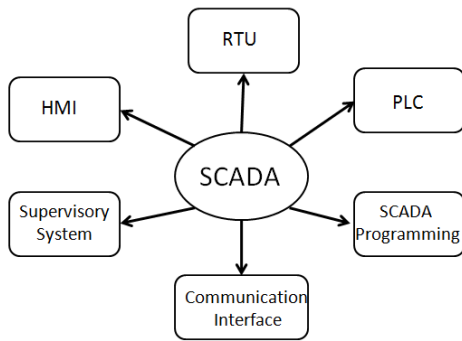 RTU
HMI
PLC
SCADA
Supervisory
System
SCADA
Programming
Communication
Interface